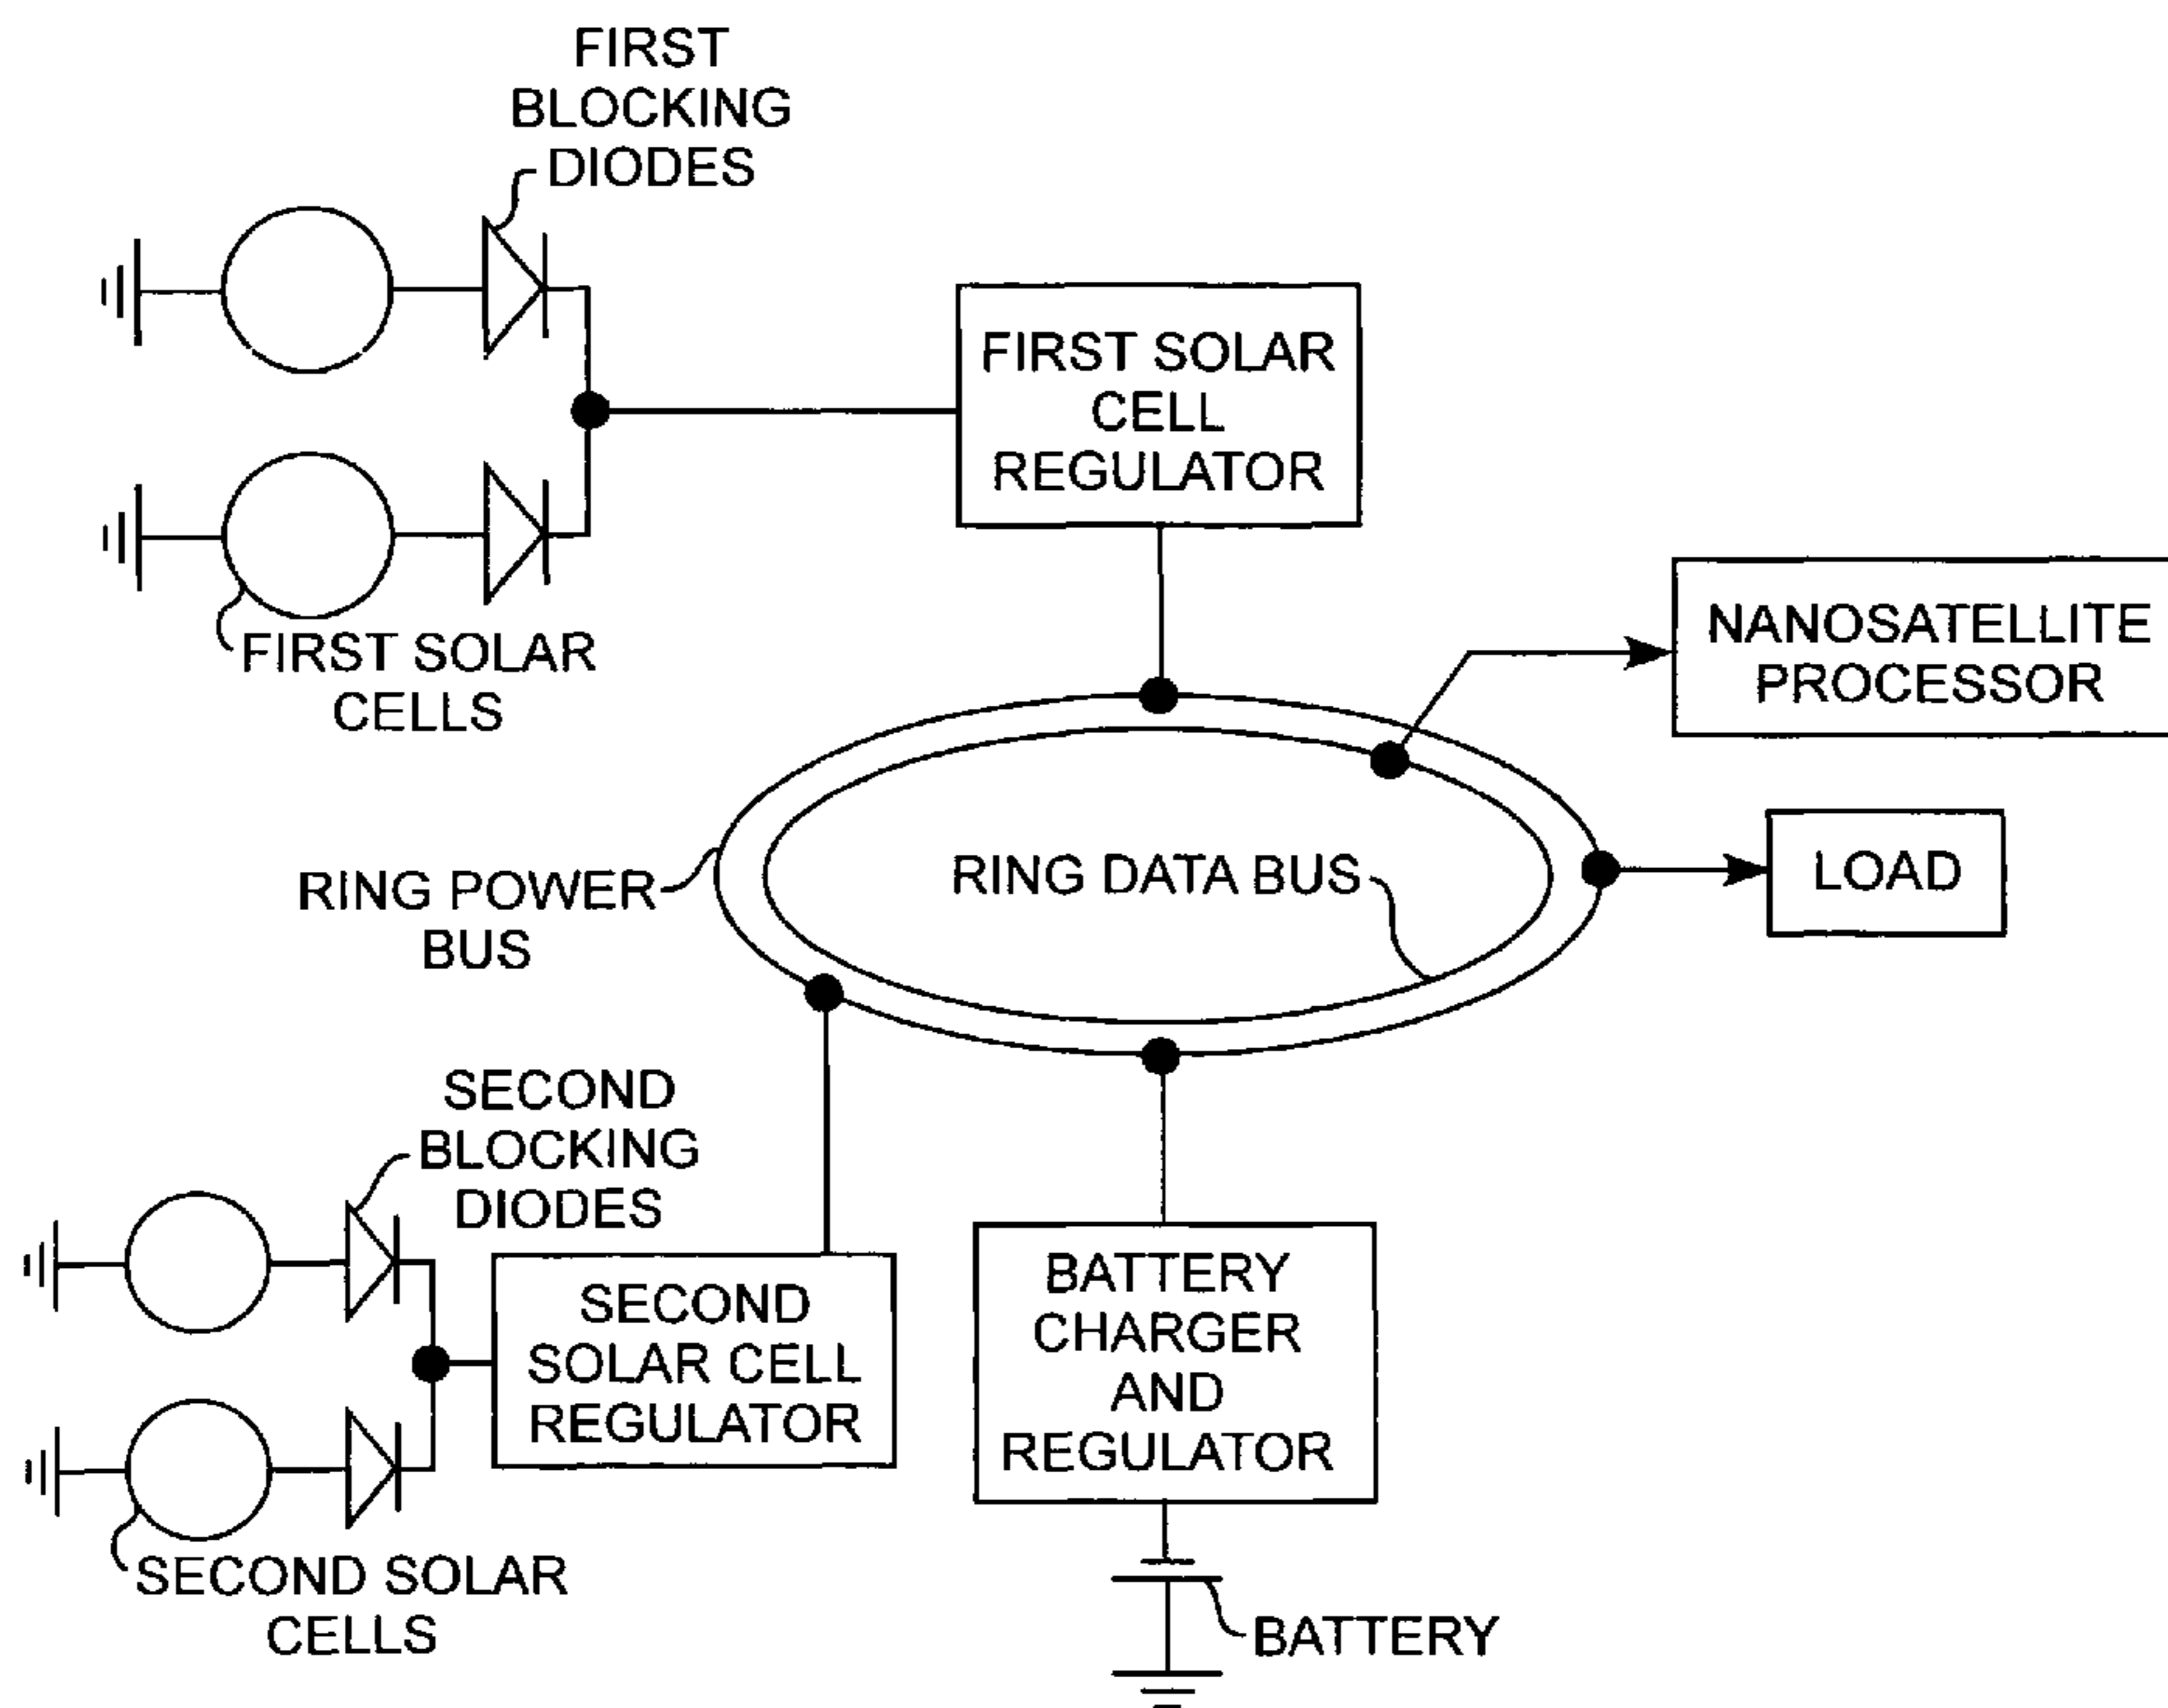 FIRST
BLOCKING
DIODES
FIRST SOLAR
CELL
REGULATOR
FIRST SOLAR
CELLS
NANOSATELLITE
PROCESSOR
RING POWER
BUS
RING DATA BUS
LOAD
SECOND
BLOCKING
DIODES
SECOND
SOLAR CELL
REGULATOR
BATTERY
CHARGER
AND
REGULATOR
SECOND SOLAR
CELLS
BATTERY